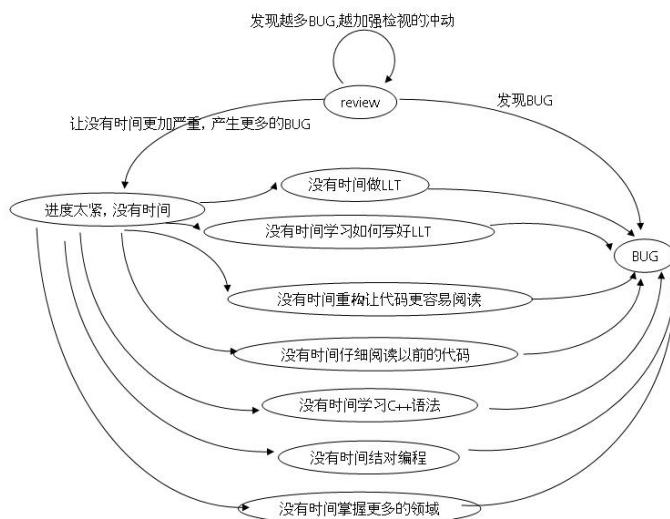 发现越多BUG,越加强检视的冲动
review
发现BUG
让没有时间更加严重，产生更多的BUG
没有时间做LLT
进度太紧，没有时间
没有时间学习如何写好LLT
BUG
没有时间重构让代码更容易阅读
没有时间仔细阅读以前的代码
没有时间学习C++语法
没有时间结对编程
没有时间掌握更多的领域